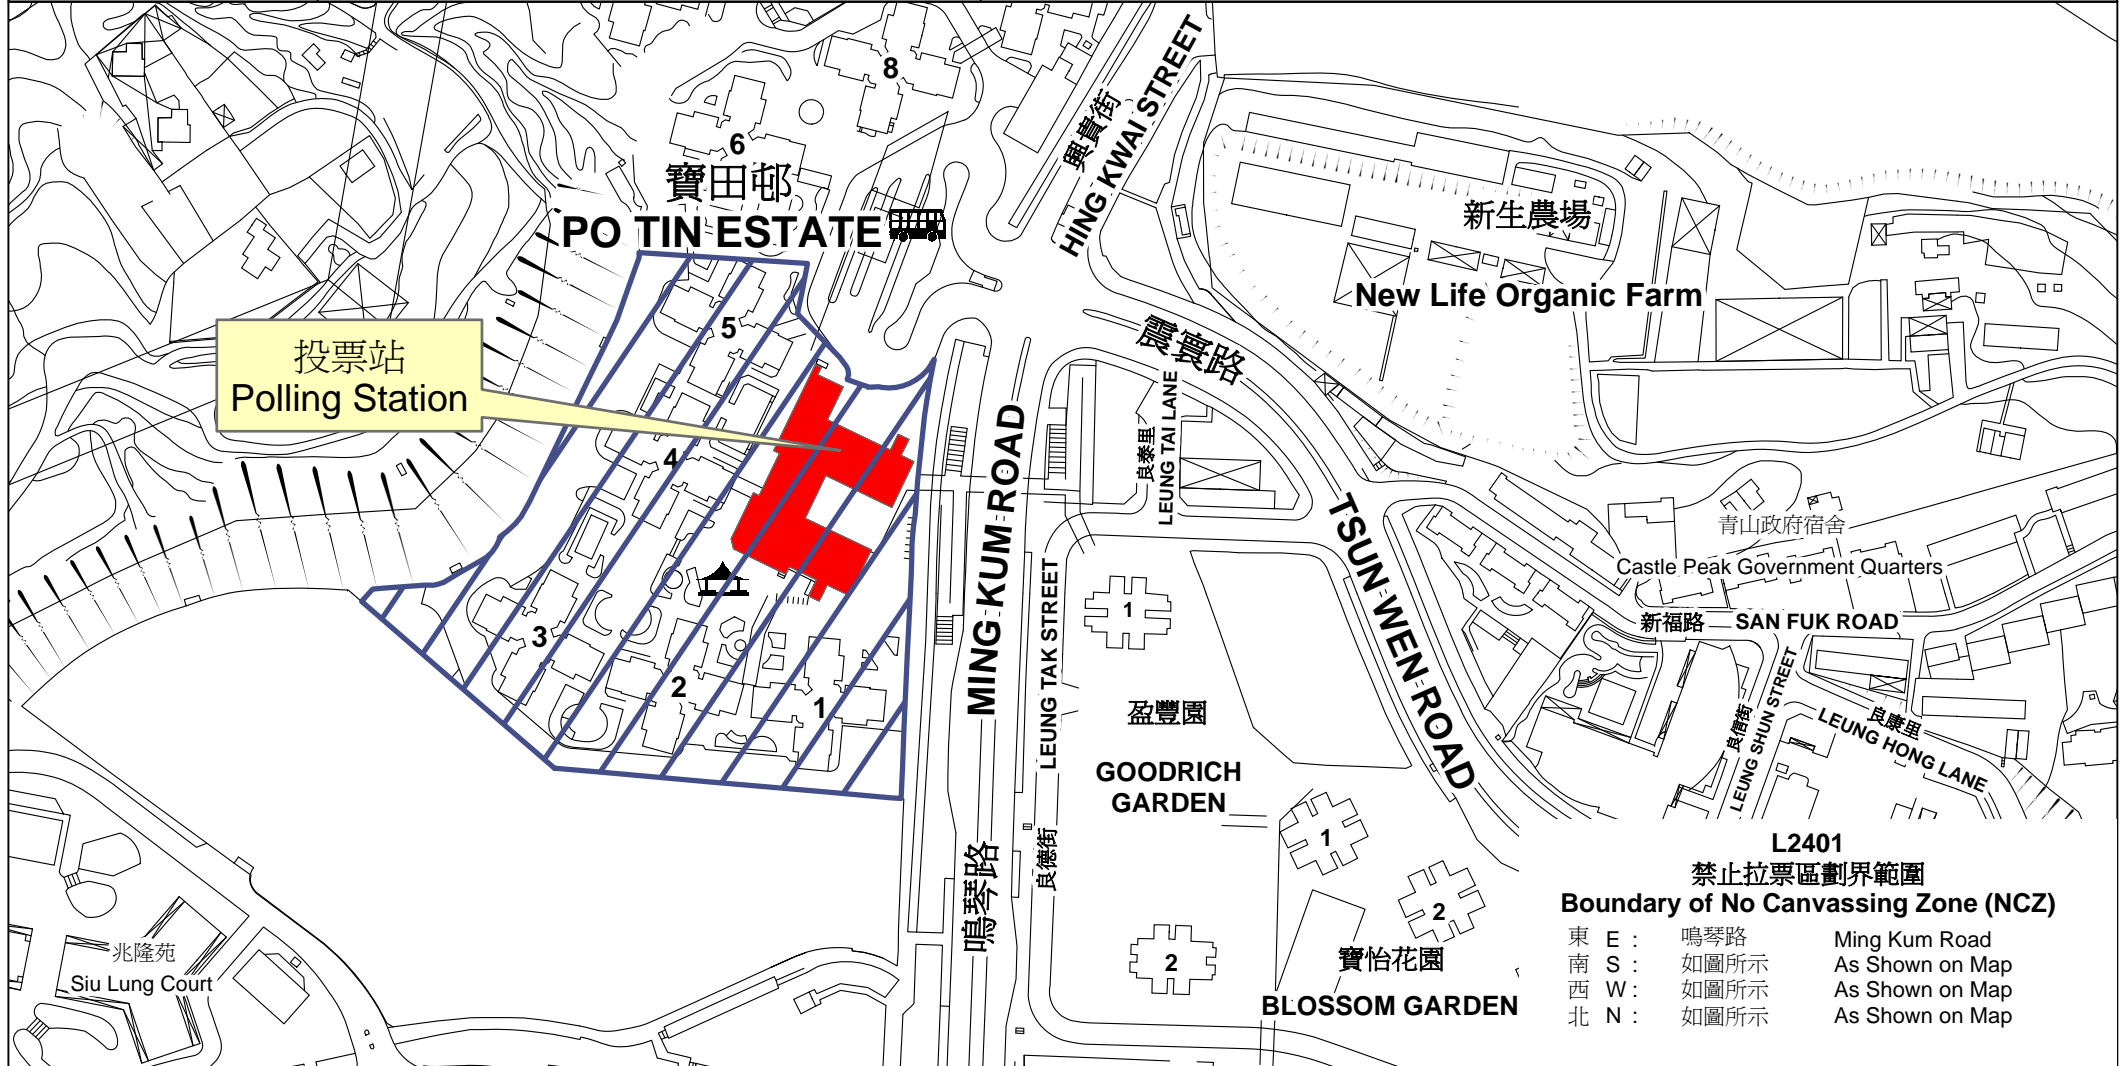 8
興貴街
HING KWAI STREET
6
寶田邨
PO TIN ESTATE
新生農場
New Life Organic Farm
5
震寰路
投票站
Polling Station
4
良泰里
LEUNG TAI LANE
MING KUM ROAD
TSUN WEN ROAD
青山政府宿舍
Castle Peak Government Quarters
1
LEUNG TAK STREET
新福路
SAN FUK ROAD
3
2
1
盈豐園
GOODRICH
GARDEN
良信街
LEUNG SHUN STREET
良康里
LEUNG HONG LANE
鳴琴路
良德街
1
2
2
寶怡花園
BLOSSOM GARDEN
兆隆苑
Siu Lung Court
L2401
禁止拉票區劃界範圍
Boundary of No Canvassing Zone (NCZ)
東 E : 鳴琴路 Ming Kum Road
南 S : 如圖所示 As Shown on Map
西 W : 如圖所示 As Shown on Map
北 N : 如圖所示 As Shown on Map